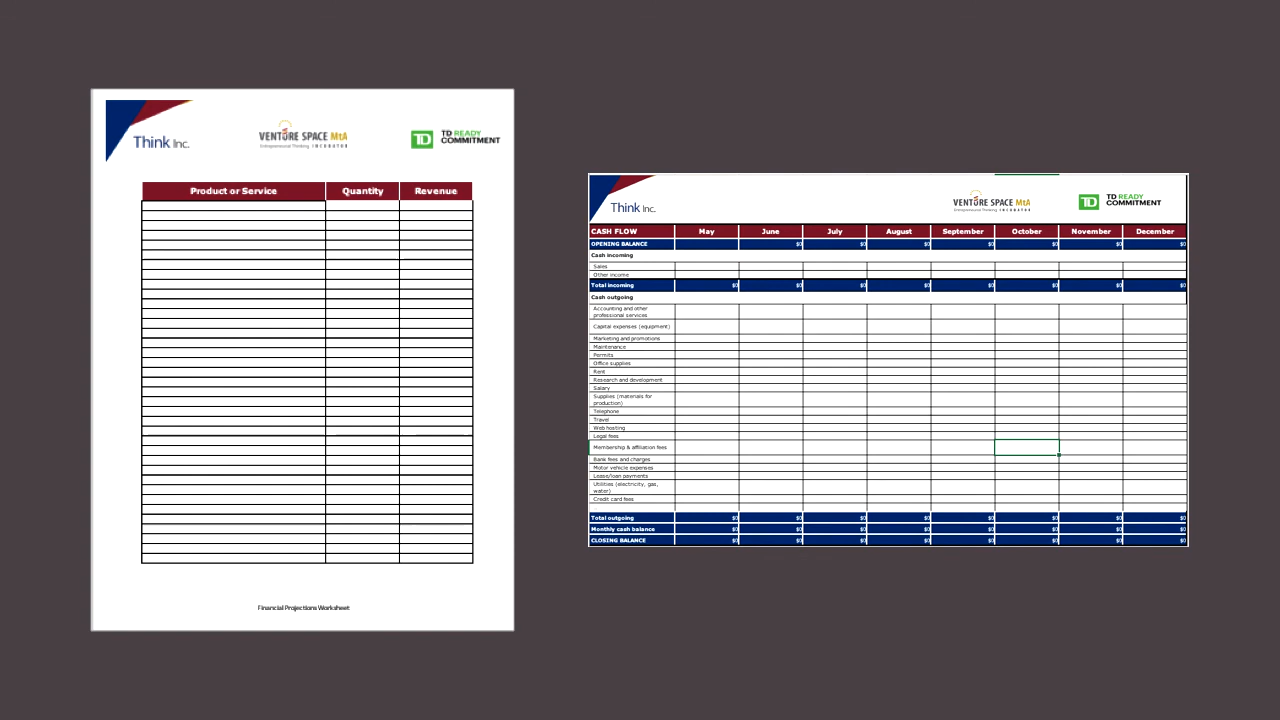 Think Inc.
VENTURE SPACE MtA
Entrepreneurial Thinking INCUBATOR
TD
TD READY
COMMITMENT
Product or Service Quantity Revenue
Financial Projections Worksheet
Think Inc.
VENTURE SPACE MtA
Entrepreneurial Thinking INCUBATOR
TD
TD READY
COMMITMENT
CASH FLOW May June July August September October November December
OPENING BALANCE $0 $0 $0 $0 $0 $0 $0
Cash incoming
Sales
Other income
Total incoming $0 $0 $0 $0 $0 $0 $0 $0
Cash outgoing
Accounting and other
professional services
Capital expenses (equipment)
Marketing and promotions
Maintenance
Permits
Office supplies
Rent
Research and development
Salary
Supplies (materials for
production)
Telephone
Travel
Web hosting
Legal fees
Membership & affiliation fees
Bank fees and charges
Motor vehicle expenses
Lease/loan payments
Utilities (electricity, gas,
water)
Credit card fees
Total outgoing $0 $0 $0 $0 $0 $0 $0 $0
Monthly cash balance $0 $0 $0 $0 $0 $0 $0 $0
CLOSING BALANCE $0 $0 $0 $0 $0 $0 $0 $0